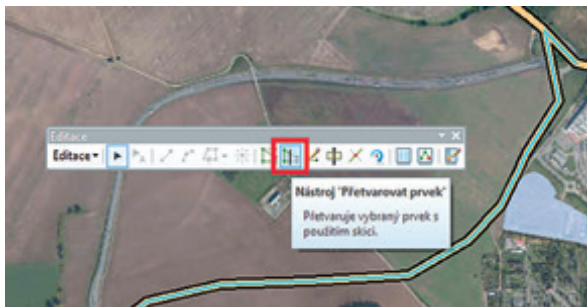 Editace
Editace
Nástroj 'Přetvarovat prvek'
Přetvaruje vybraný prvek s
použitím skici.